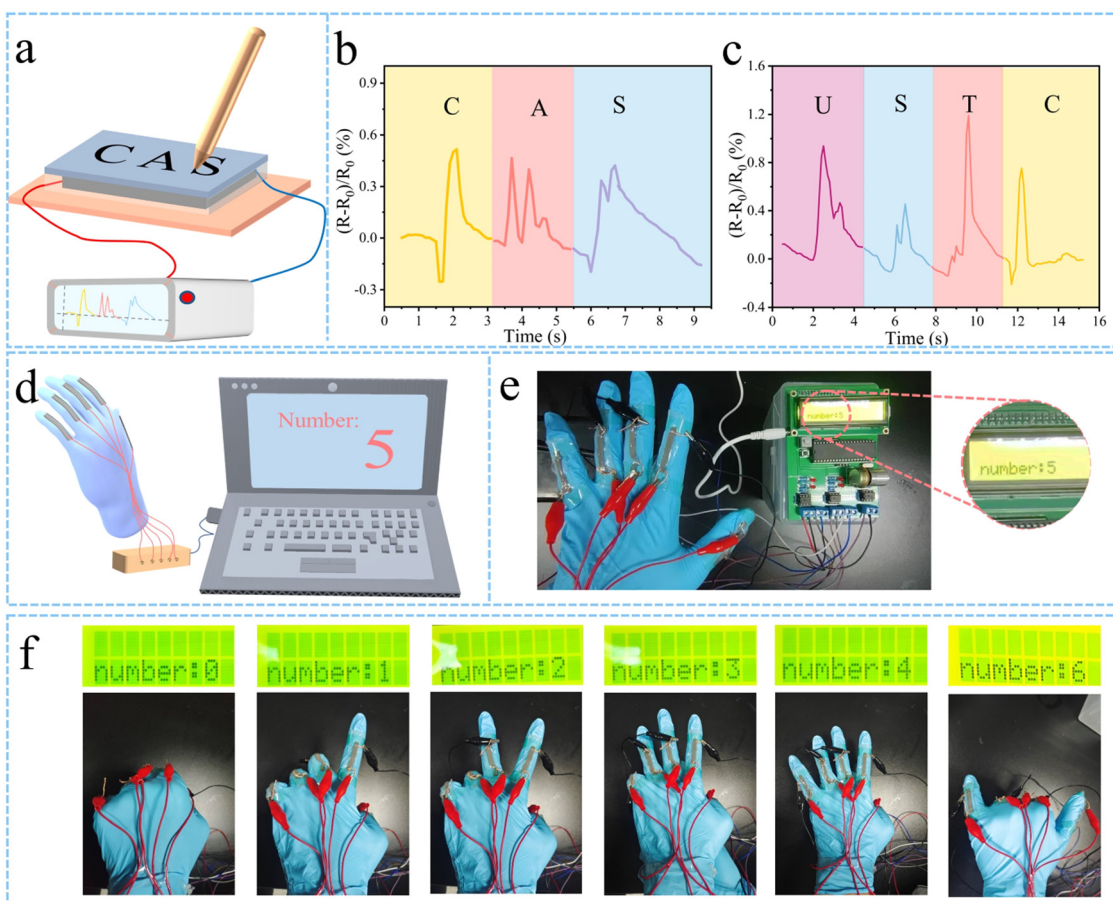 a
CAS
b
(R-R₀)/R₀ (%)
0.9
0.6
0.3
0.0
-0.3
C A S
0 1 2 3 4 5 6 7 8 9
Time (s)
c
(R-R₀)/R₀ (%)
1.6
1.2
0.8
0.4
0.0
-0.4
U S T C
0 2 4 6 8 10 12 14 16
Time (s)
d
Number:
5
e
number:5
number:5
f
number:0
number:1
number:2
number:3
number:4
number:6